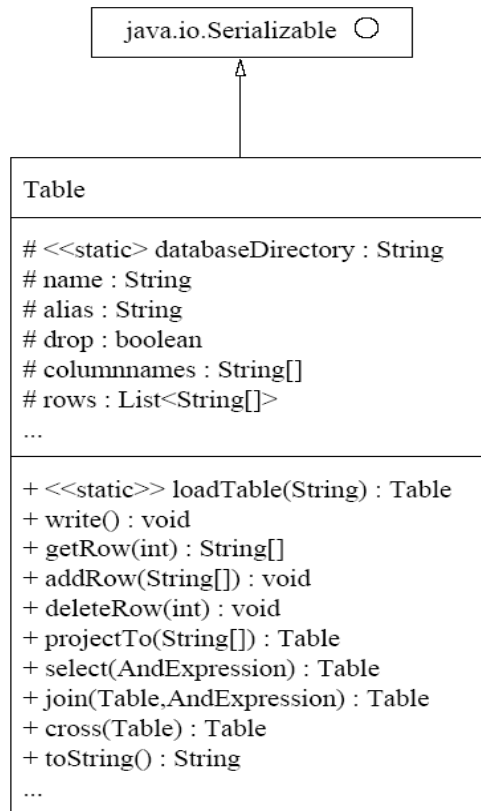 java.io.Serializable
Table
# <<static> databaseDirectory : String
# name : String
# alias : String
# drop : boolean
# columnnames : String[]
# rows : List<String[]>
...
+ <<static>> loadTable(String) : Table
+ write() : void
+ getRow(int) : String[]
+ addRow(String[]) : void
+ deleteRow(int) : void
+ projectTo(String[]) : Table
+ select(AndExpression) : Table
+ join(Table,AndExpression) : Table
+ cross(Table) : Table
+ toString() : String
...